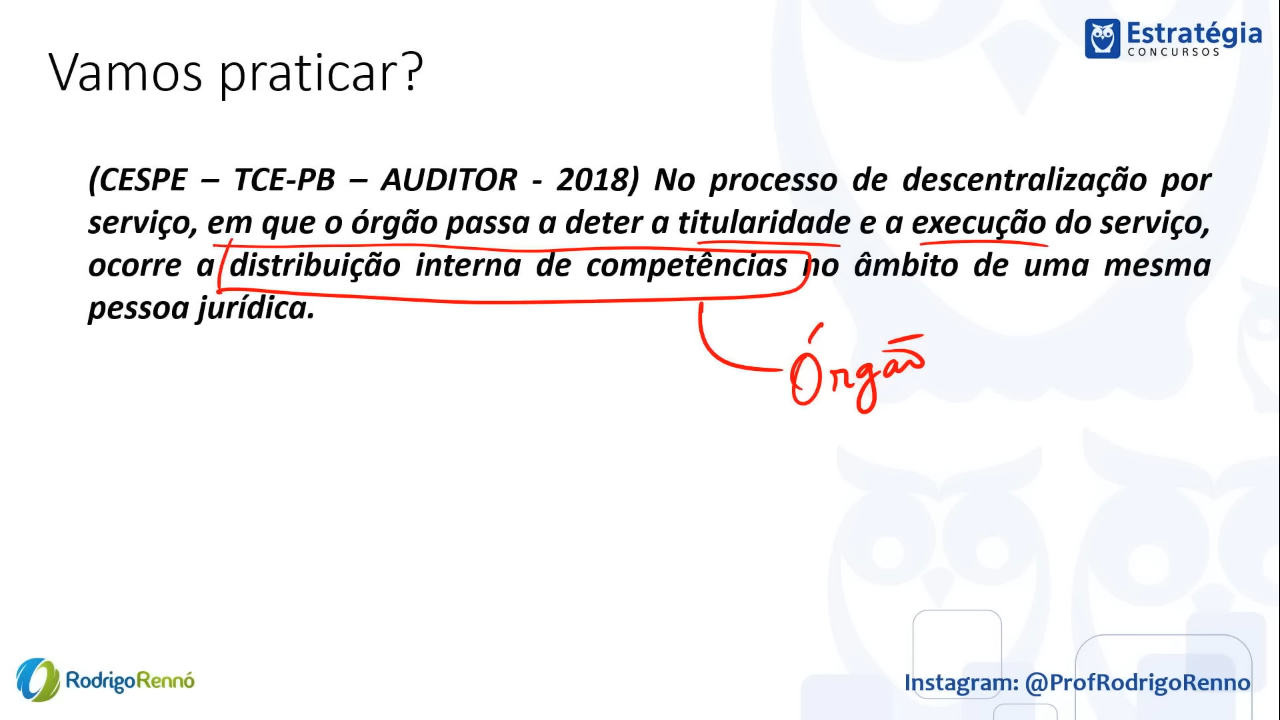 Vamos praticar?
Estratégia
CONCURSOS
(CESPE – TCE-PB – AUDITOR - 2018) No processo de descentralização por
serviço, em que o órgão passa a deter a titularidade e a execução do serviço,
ocorre a distribuição interna de competências no âmbito de uma mesma
pessoa jurídica.
Órgão
RodrigoRennó
Instagram: @ProfRodrigoRenno